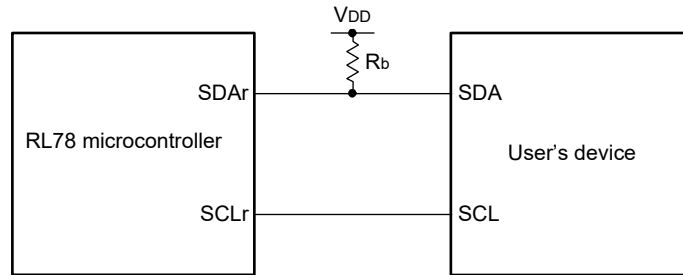 VDD
Rb
SDAr
SDA
RL78 microcontroller
User's device
SCLr
SCL